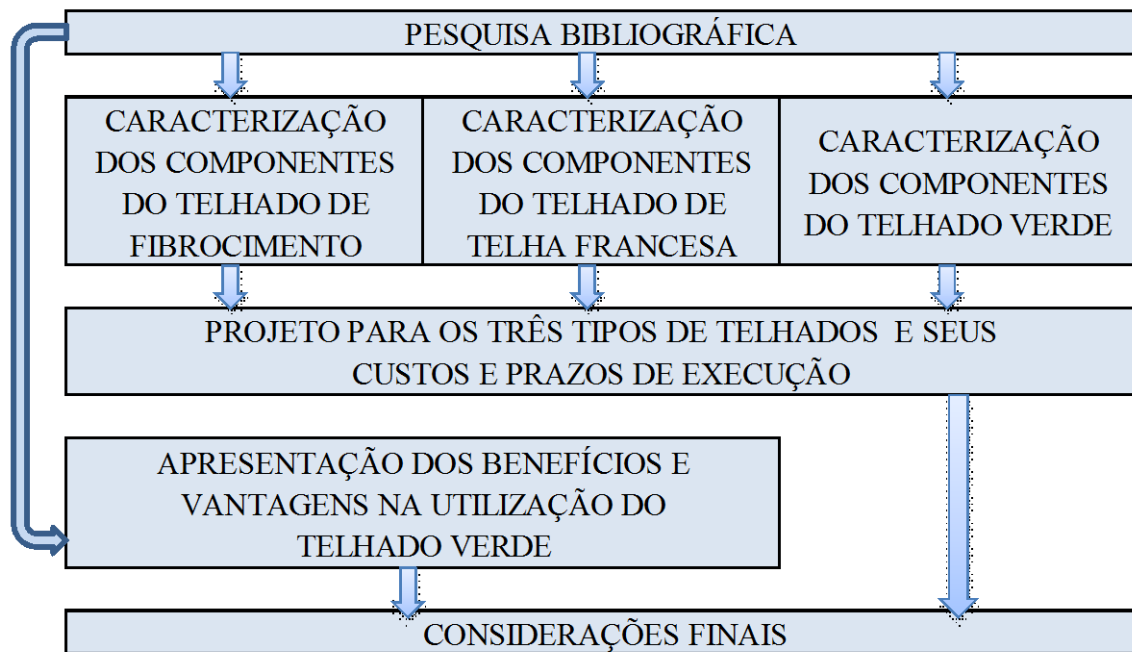 PESQUISA BIBLIOGRÁFICA
CARACTERIZAÇÃO
DOS COMPONENTES
DO TELHADO DE
FIBROCIMENTO
CARACTERIZAÇÃO
DOS COMPONENTES
DO TELHADO DE
TELHA FRANCESA
CARACTERIZAÇÃO
DOS COMPONENTES
DO TELHADO VERDE
PROJETO PARA OS TRÊS TIPOS DE TELHADOS E SEUS
CUSTOS E PRAZOS DE EXECUÇÃO
APRESENTAÇÃO DOS BENEFÍCIOS E
VANTAGENS NA UTILIZAÇÃO DO
TELHADO VERDE
CONSIDERAÇÕES FINAIS